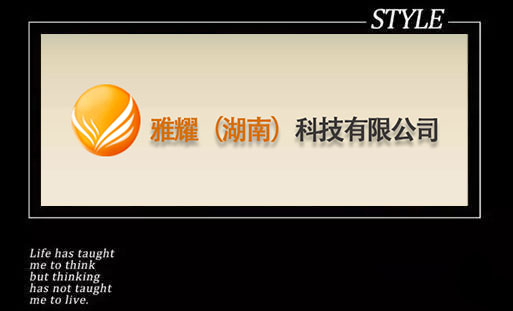 STYLE
雅耀（湖南）科技有限公司
Life has taught
me to think
but thinking
has not taught
me to live.